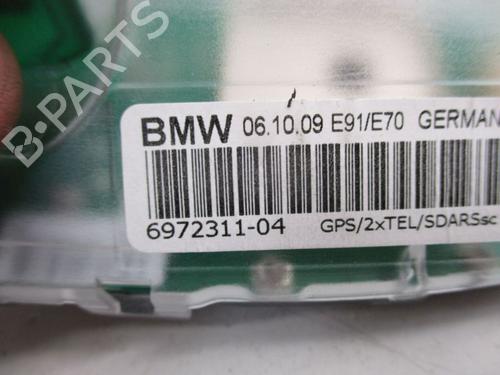 B-PARTS
BMW 06.10.09 E91/E70 GERMAN
6972311-04 GPS/2xTEL/SDARSsc